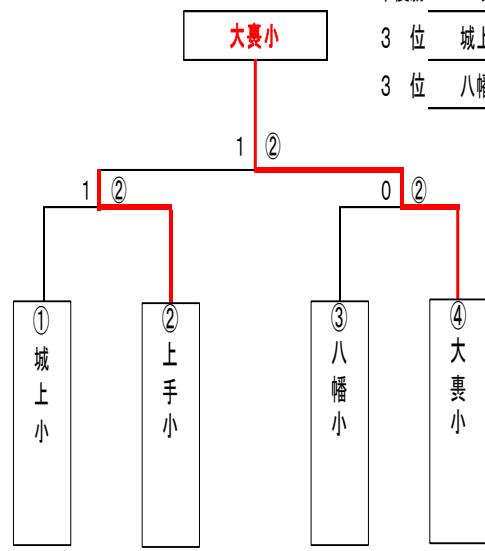 大裏小
3 位 城上
3 位 八幡
1 ②
1 ②
0 ②
①城上小
②上手小
③八幡小
④大裏小